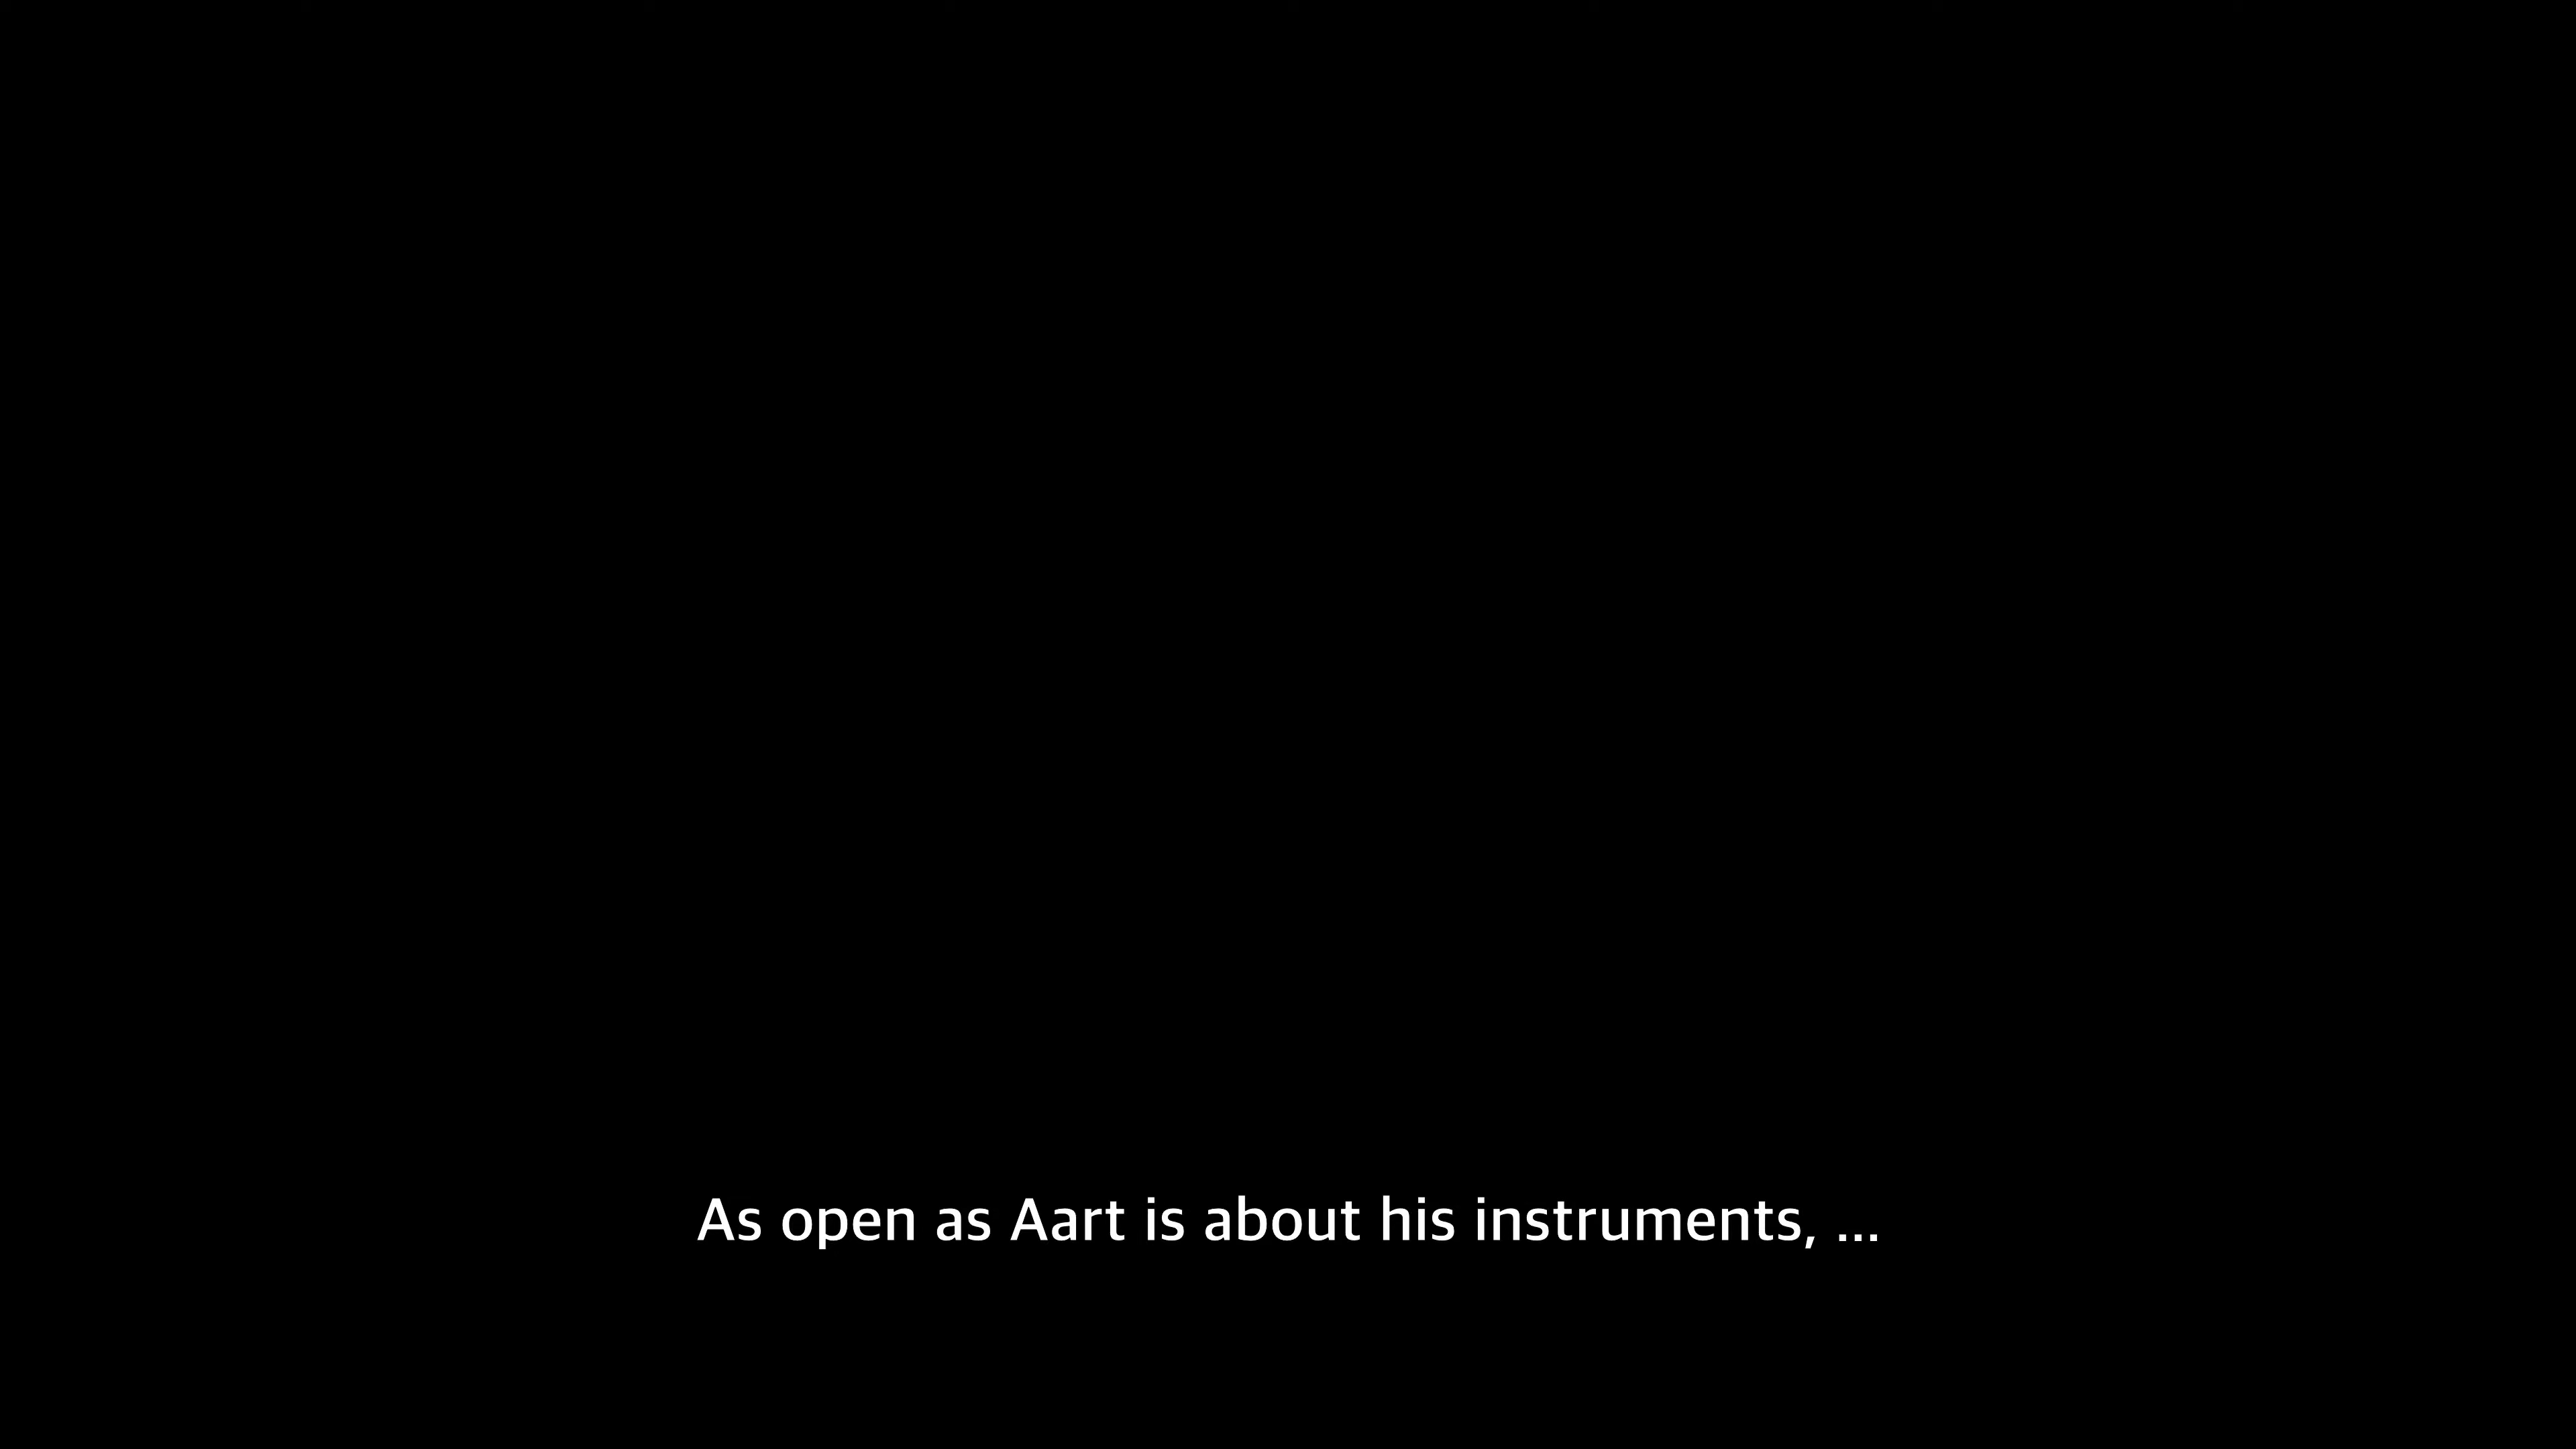 As open as Aart is about his instruments, ...